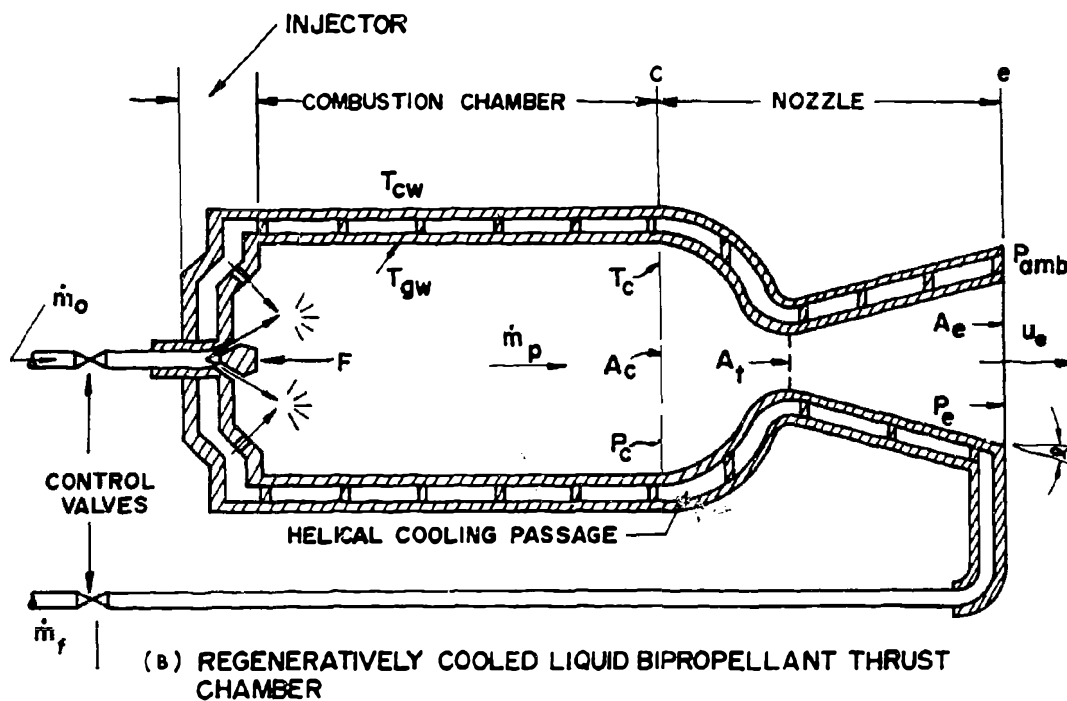 INJECTOR
C
e
COMBUSTION CHAMBER
NOZZLE
T_cw
T_gw
T_c
P_amb
ṁ_o
F
ṁ_p
A_c
A_t
A_e
u_e
P_c
P_e
CONTROL
VALVES
HELICAL COOLING PASSAGE
ṁ_f
(B) REGENERATIVELY COOLED LIQUID BIPROPELLANT THRUST
CHAMBER